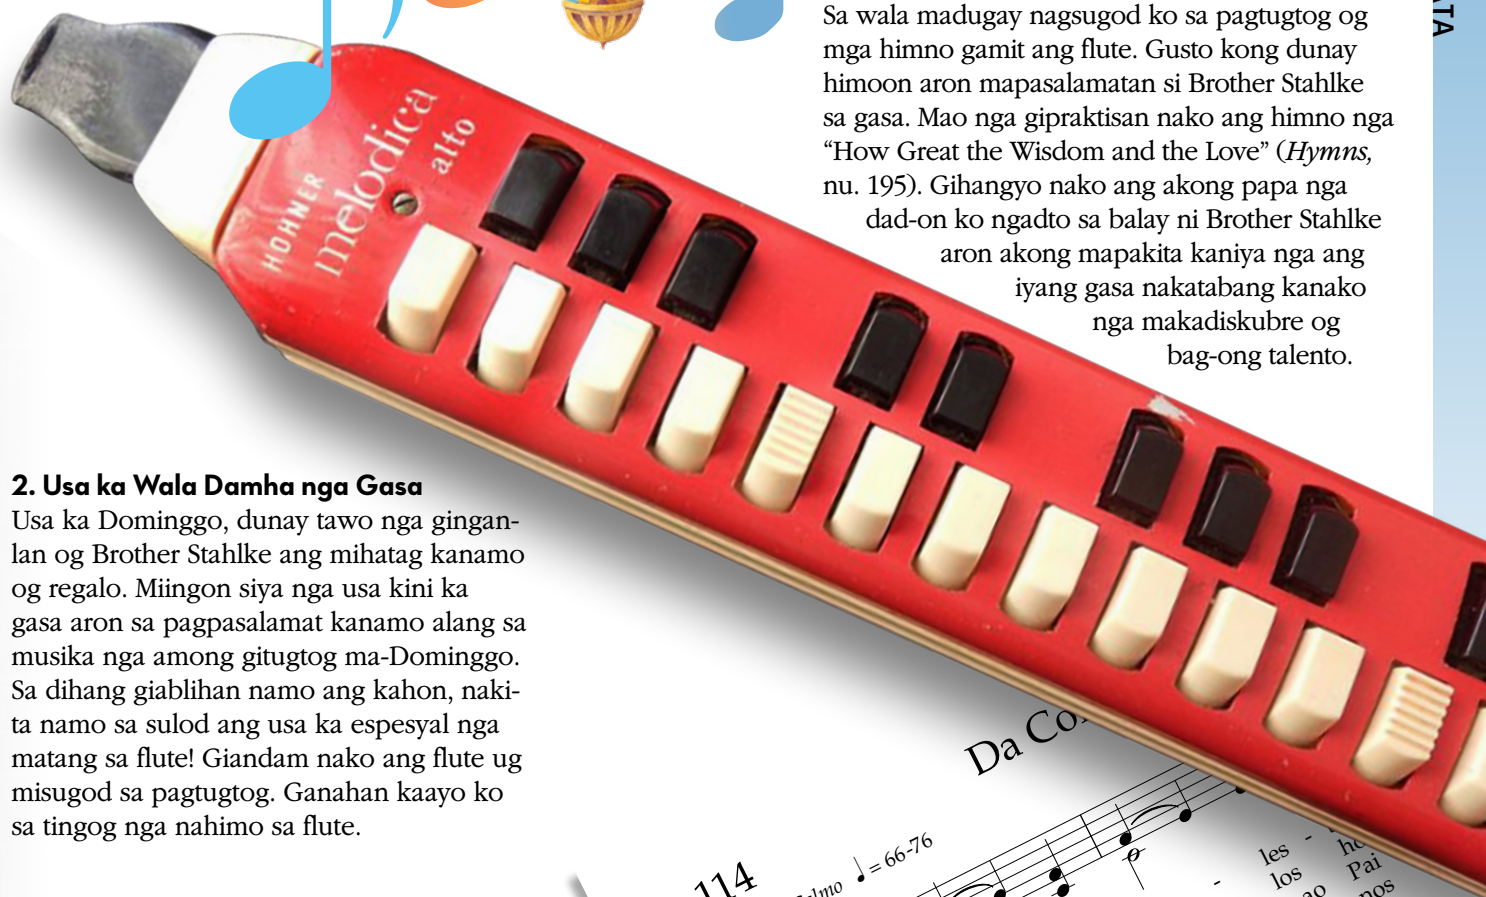 HOHNER
melodica
alto
2. Usa ka Wala Damha nga Gasa
Usa ka Dominggo, dunay tawo nga gingan-
lan og Brother Stahlke ang mihatag kanamo
og regalo. Miingon siya nga usa kini ka
gasa aron sa pagpasalamat kanamo alang sa
musika nga among gitugtog ma-Dominggo.
Sa dihang giablihan namo ang kahon, naki-
ta namo sa sulod ang usa ka espesyal nga
matang sa flute! Giandam nako ang flute ug
misugod sa pagtugtog. Ganahan kaayo ko
sa tingog nga nahimo sa flute.
Sa wala madugay nagsugod ko sa pagtugtog og
mga himno gamit ang flute. Gusto kong dunay
himoon aron mapasalamatan si Brother Stahlke
sa gasa. Mao nga gipraktisan nako ang himno nga
“How Great the Wisdom and the Love” (Hymns,
nu. 195). Gihangyo nako ang akong papa nga
dad-on ko ngadto sa balay ni Brother Stahlke
aron akong mapakita kaniya nga ang
iyang gasa nakatabang kanako
nga makadiskubre og
bag-ong talento.
Da
114
= 66-76
les -
los Pai